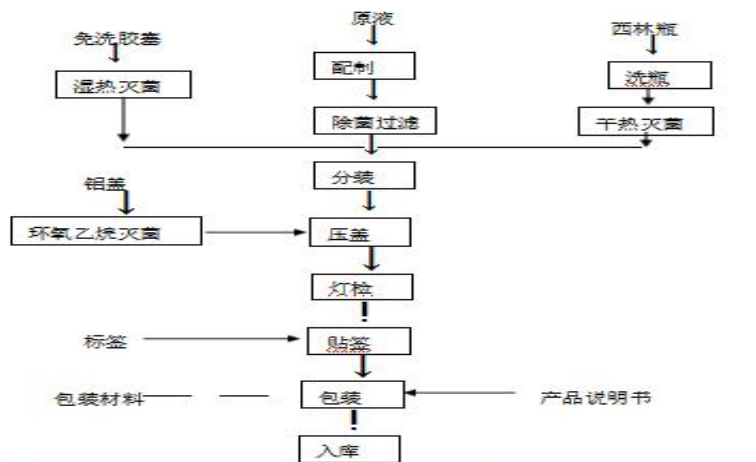 原液
免洗胶塞
西林瓶
配制
洗瓶
湿热灭菌
除菌过滤
干热灭菌
分装
铝盖
环氧乙烷灭菌
压盖
灯检
标签
贴签
包装材料
包装
产品说明书
入库